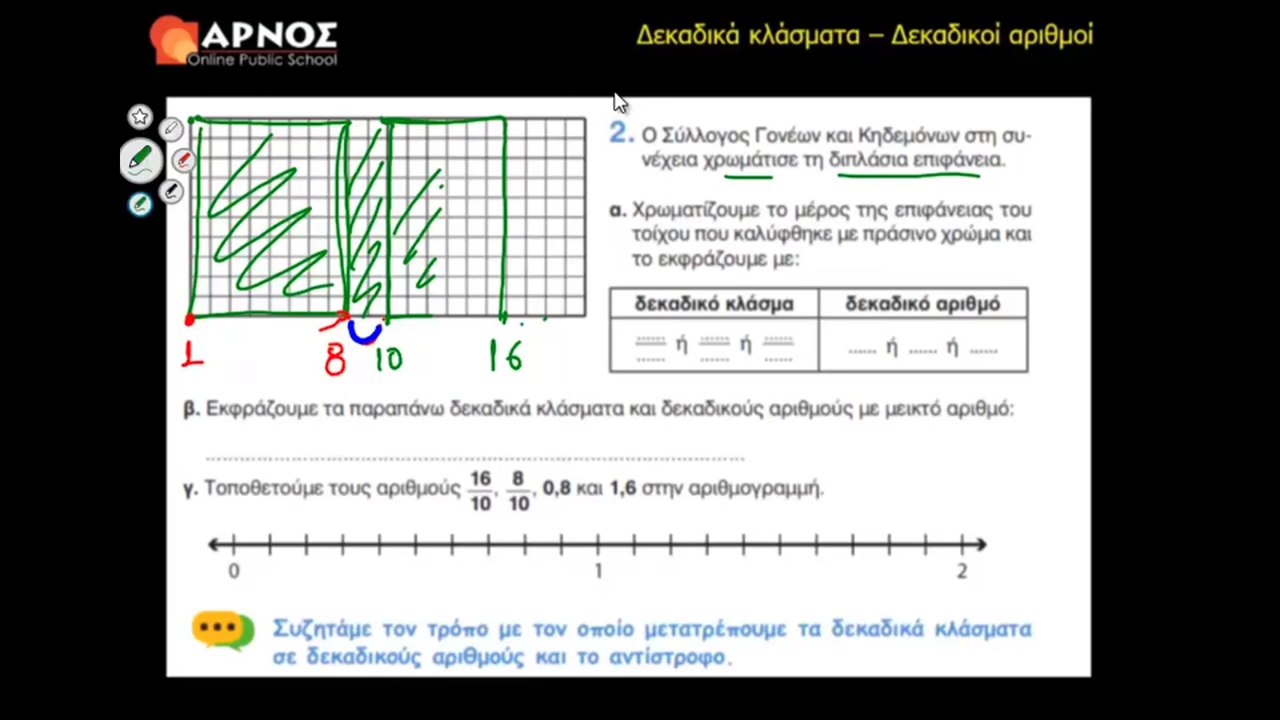 ΑΡΝΟΣ
Online Public School
Δεκαδικά κλάσματα – Δεκαδικοί αριθμοί
2. Ο Σύλλογος Γονέων και Κηδεμόνων στη συ-
νέχεια χρωμάτισε τη διπλάσια επιφάνεια.
α. Χρωματίζουμε το μέρος της επιφάνειας του
τοίχου που καλύφθηκε με πράσινο χρώμα και
το εκφράζουμε με:
δεκαδικό κλάσμα δεκαδικό αριθμό
...... ή ...... ή ...... ...... ή ...... ή ......
1 8 10 16
β. Εκφράζουμε τα παραπάνω δεκαδικά κλάσματα και δεκαδικούς αριθμούς με μεικτό αριθμό:
γ. Τοποθετούμε τους αριθμούς 16/10, 8/10, 0,8 και 1,6 στην αριθμογραμμή.
0 1 2
Συζητάμε τον τρόπο με τον οποίο μετατρέπουμε τα δεκαδικά κλάσματα
σε δεκαδικούς αριθμούς και το αντίστροφο.